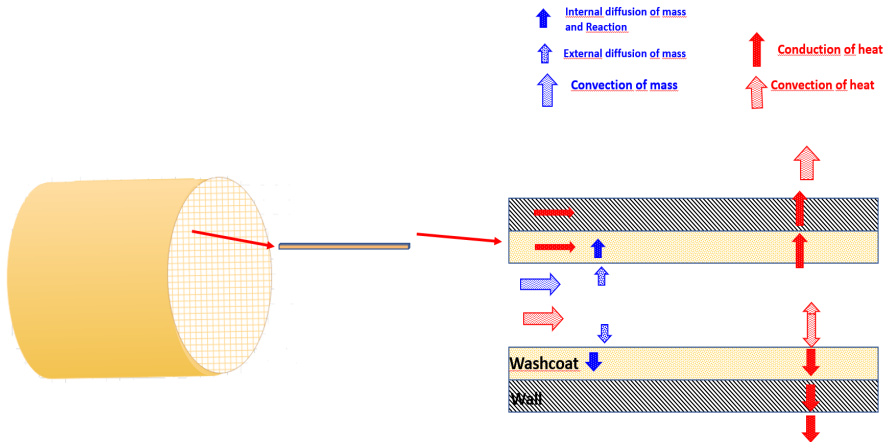 Internal diffusion of mass
and Reaction
External diffusion of mass
Convection of mass
Conduction of heat
Convection of heat
Washcoat
Wall